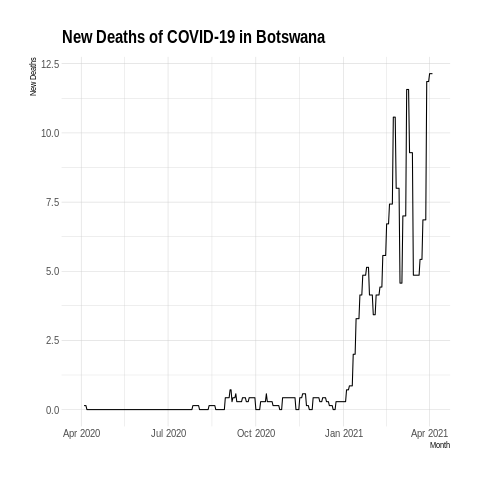 New Deaths of COVID-19 in Botswana
New Deaths
12.5
10.0
7.5
5.0
2.5
0.0
Apr 2020 Jul 2020 Oct 2020 Jan 2021 Apr 2021
Month